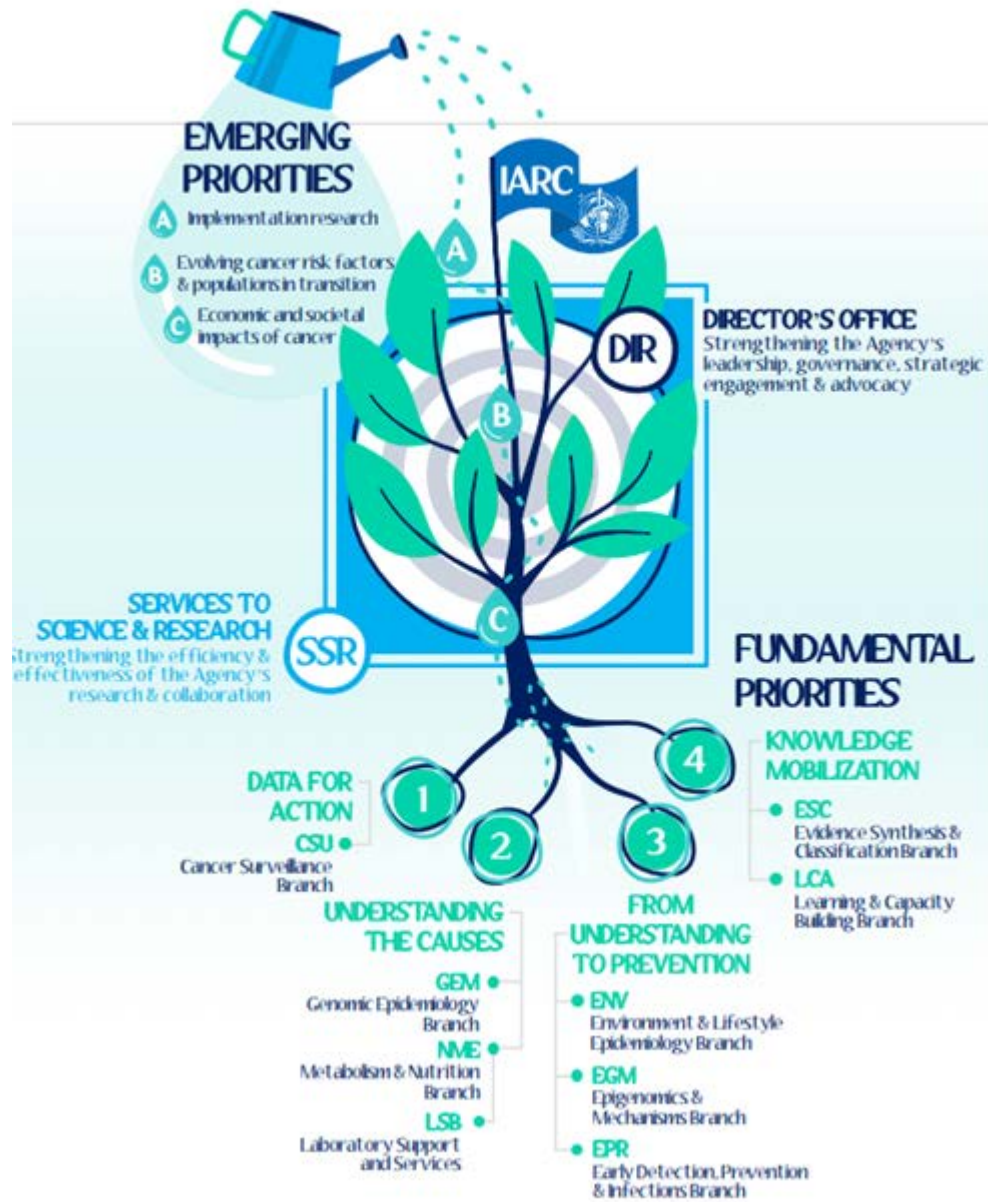 EMERGING
PRIORITIES
A Implementation research
B Evolving cancer risk factors
& populations in transition
C Economic and societal
impacts of cancer
IARC
A
DIR
DIRECTOR'S OFFICE
Strengthening the Agency's
leadership, governance, strategic
engagement & advocacy
B
C
SERVICES TO
SCIENCE & RESEARCH
Strengthening the efficiency &
effectiveness of the Agency's
research & collaboration
SSR
FUNDAMENTAL
PRIORITIES
1
DATA FOR
ACTION
CSU
Cancer Surveillance
Branch
2
UNDERSTANDING
THE CAUSES
GEM
Genomic Epidemiology
Branch
NME
Metabolism & Nutrition
Branch
LSB
Laboratory Support
and Services
3
FROM
UNDERSTANDING
TO PREVENTION
ENV
Environment & Lifestyle
Epidemiology Branch
EGM
Epigenomics &
Mechanisms Branch
EPR
Early Detection, Prevention
& Infections Branch
4
KNOWLEDGE
MOBILIZATION
ESC
Evidence Synthesis &
Classification Branch
LCA
Learning & Capacity
Building Branch